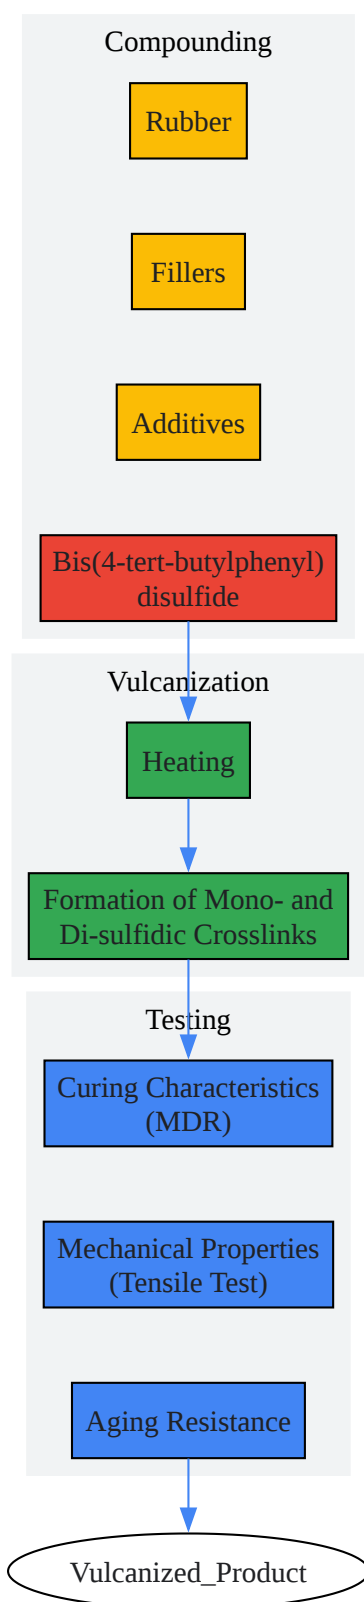 Compounding
Rubber
Fillers
Additives
Bis(4-tert-butylphenyl)
disulfide
Vulcanization
Heating
Formation of Mono- and
Di-sulfidic Crosslinks
Testing
Curing Characteristics
(MDR)
Mechanical Properties
(Tensile Test)
Aging Resistance
Vulcanized_Product